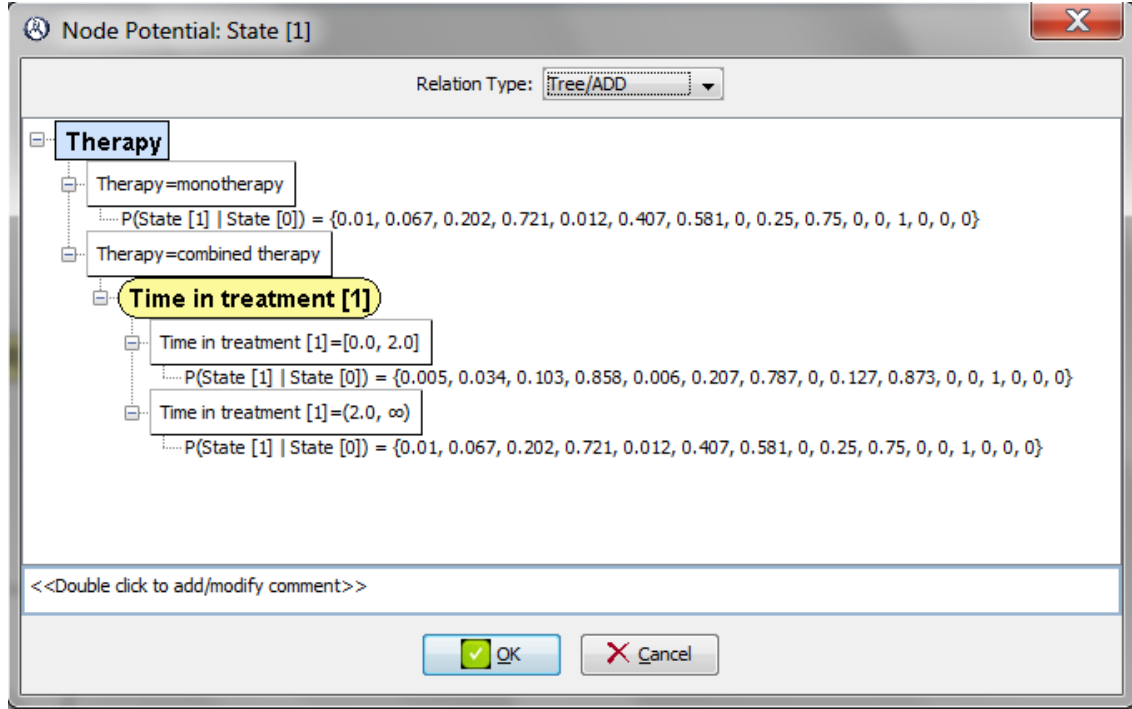 Node Potential: State [1]
Relation Type: Tree/ADD
Therapy
Therapy=monotherapy
P(State [1] | State [0]) = {0.01, 0.067, 0.202, 0.721, 0.012, 0.407, 0.581, 0, 0.25, 0.75, 0, 0, 1, 0, 0, 0}
Therapy=combined therapy
Time in treatment [1]
Time in treatment [1]=[0.0, 2.0]
P(State [1] | State [0]) = {0.005, 0.034, 0.103, 0.858, 0.006, 0.207, 0.787, 0, 0.127, 0.873, 0, 0, 1, 0, 0, 0}
Time in treatment [1]=(2.0, ∞)
P(State [1] | State [0]) = {0.01, 0.067, 0.202, 0.721, 0.012, 0.407, 0.581, 0, 0.25, 0.75, 0, 0, 1, 0, 0, 0}
<<Double click to add/modify comment>>
OK Cancel